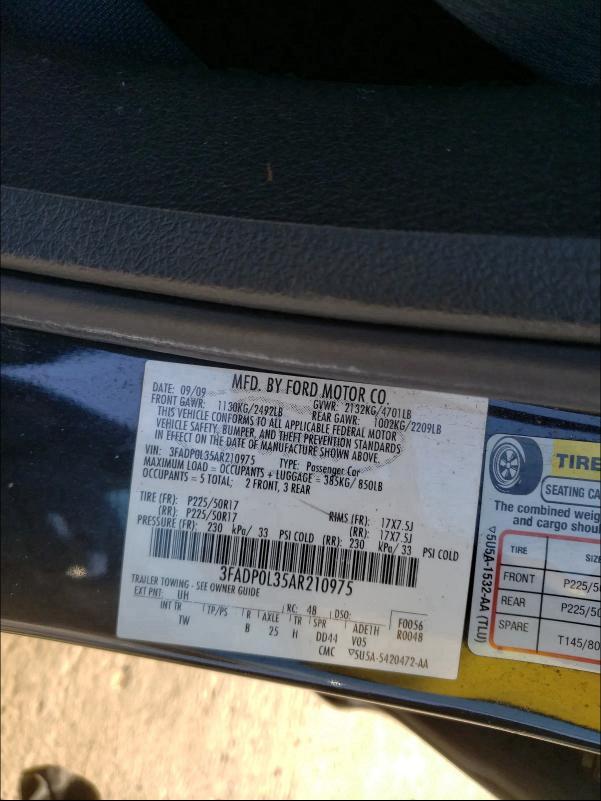 MFD. BY FORD MOTOR CO.
DATE: 09/09 GVWR: 2132KG/4701LB
FRONT GAWR: 1130KG/2492LB REAR GAWR: 1002KG/2209LB
THIS VEHICLE CONFORMS TO ALL APPLICABLE FEDERAL MOTOR
VEHICLE SAFETY, BUMPER, AND THEFT PREVENTION STANDARDS
IN EFFECT ON THE DATE OF MANUFACTURE SHOWN ABOVE.
VIN: 3FADP0L35AR210975 TYPE: Passenger Car
MAXIMUM LOAD = OCCUPANTS + LUGGAGE = 385KG/ 850LB
OCCUPANTS = 5 TOTAL: 2 FRONT, 3 REAR
TIRE (FR): P225/50R17 RIMS (FR): 17X7.5J
(RR): P225/50R17 (RR): 17X7.5J
PRESSURE (FR): 230 kPa/ 33 PSI COLD (RR): 230 kPa/ 33 PSI COLD
3FADP0L35AR210975
TRAILER TOWING - SEE OWNER GUIDE
EXT PNT: UH RC: 48 DSO: F0056
INT TR TP/PS R AXLE TR SPR ADETH R0048
TW B 25 H DD44 V05
CMC ▽5U5A-5420472-AA
TIRE
SEATING CA
The combined weig
and cargo shou
TIRE SIZE
FRONT P225/50
REAR P225/50
SPARE T145/80
▽5U5A-1532-AA (TLU)